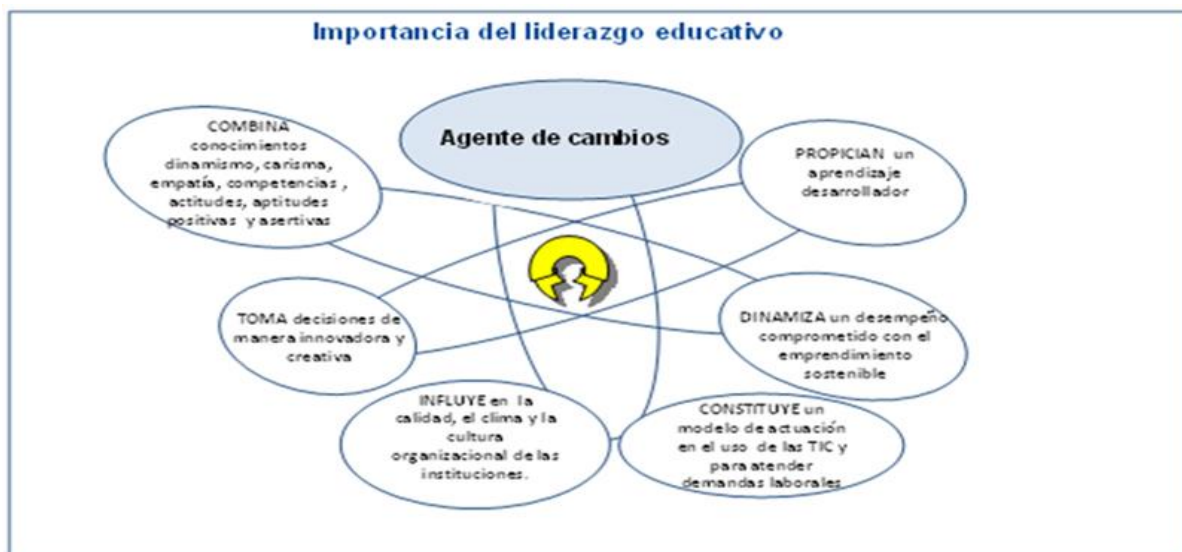 Importancia del liderazgo educativo
Agente de cambios
COMBINA
conocimientos
dinamismo, carisma,
empatía, competencias ,
actitudes, aptitudes
positivas y asertivas
PROPICIAN un
aprendizaje
desarrollador
TOMA decisiones de
manera innovadora y
creativa
DINAMIZA un desempeño
comprometido con el
emprendimiento
sostenible
INFLUYE en la
calidad, el clima y la
cultura
organizacional de las
instituciones.
CONSTITUYE un
modelo de actuación
en el uso de las TIC y
para atender
demandas laborales